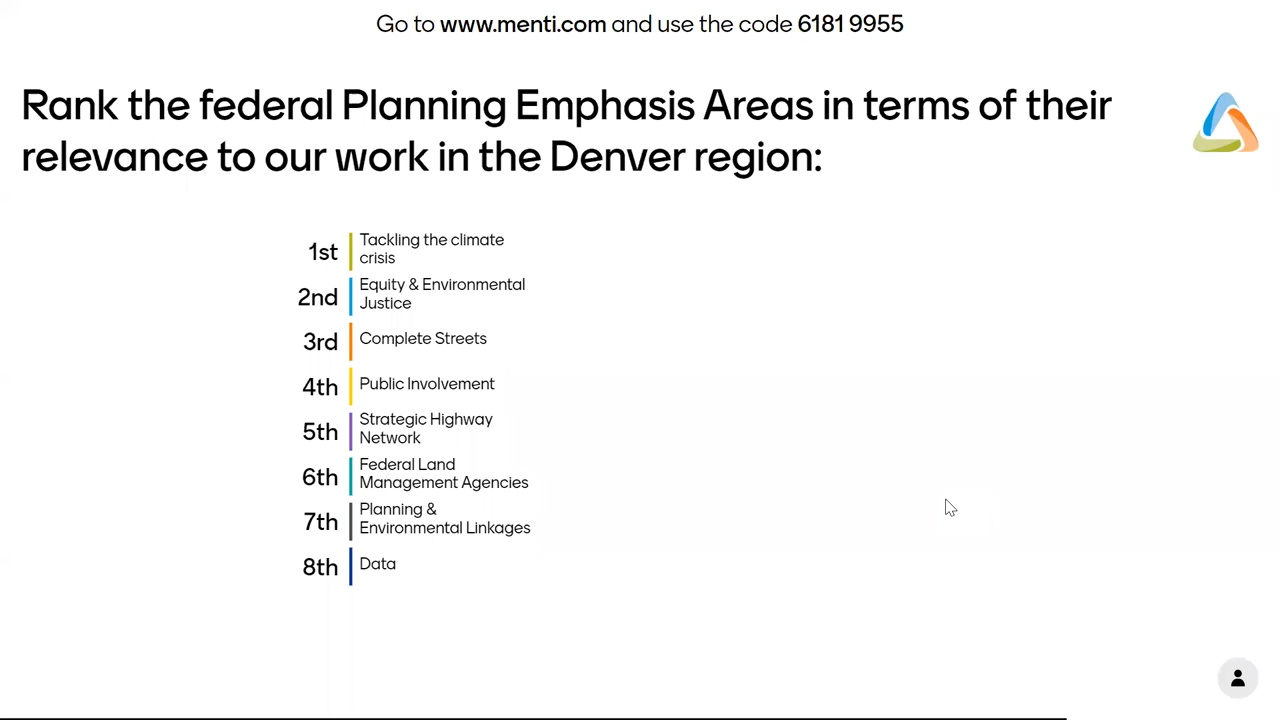 Go to www.menti.com and use the code 6181 9955
Rank the federal Planning Emphasis Areas in terms of their
relevance to our work in the Denver region:
1st
Tackling the climate
crisis
2nd
Equity & Environmental
Justice
3rd
Complete Streets
4th
Public Involvement
5th
Strategic Highway
Network
6th
Federal Land
Management Agencies
7th
Planning &
Environmental Linkages
8th
Data